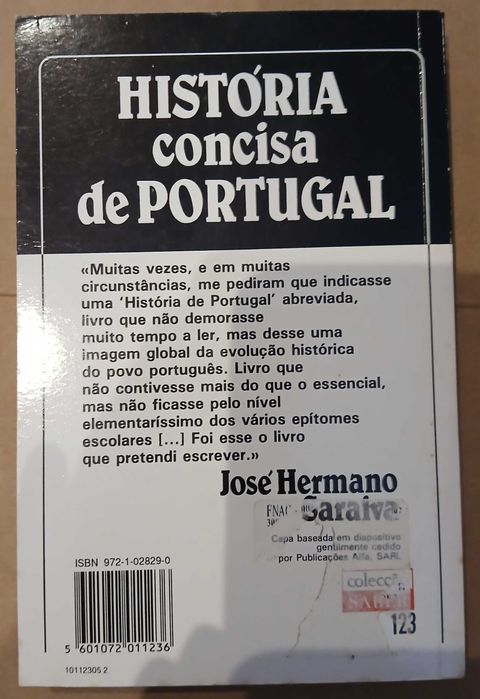 HISTÓRIA
concisa
de PORTUGAL
«Muitas vezes, e em muitas
circunstâncias, me pediram que indicasse
uma 'História de Portugal' abreviada,
livro que não demorasse
muito tempo a ler, mas desse uma
imagem global da evolução histórica
do povo português. Livro que
não contivesse mais do que o essencial,
mas não ficasse pelo nível
elementaríssimo dos vários epítomes
escolares [...] Foi esse o livro
que pretendi escrever.»
José Hermano
Saraiva
FNAC
Capa baseada em dispositivo
gentilmente cedido
por Publicações Alfa, SARL
ISBN 972-1-02829-0
colecç
SABER
123
5 601072 011236
10112305 2